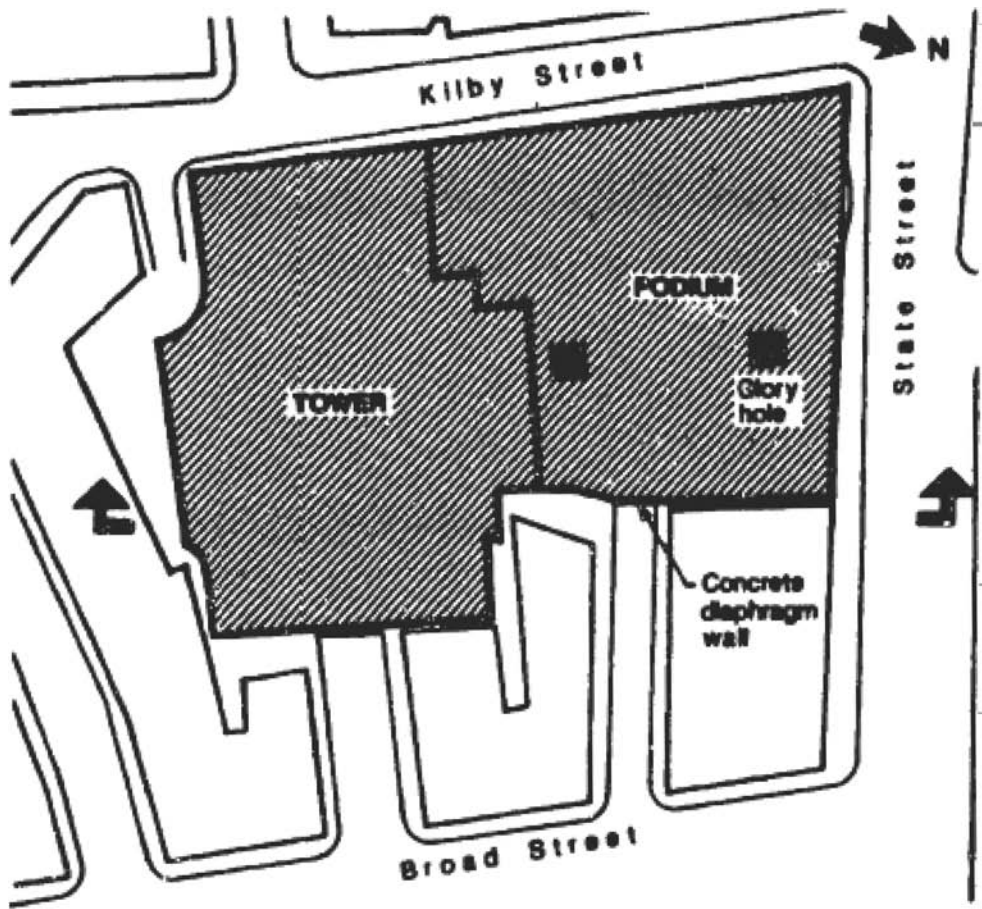 N
Kilby Street
State Street
PODIUM
TOWER
Glory
hole
Concrete
diaphragm
wall
Broad Street